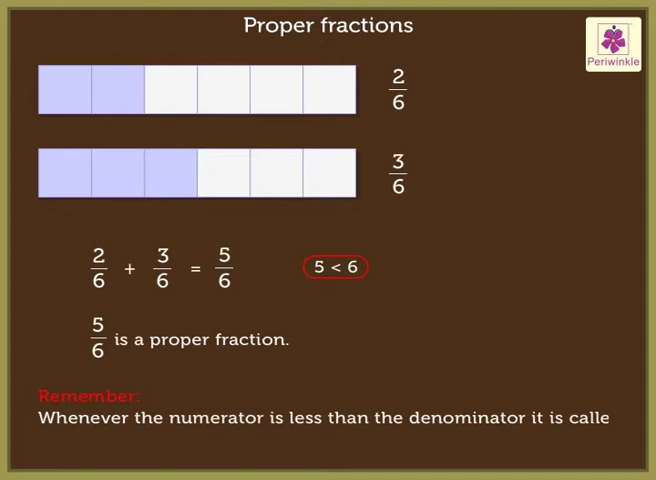 Proper fractions
Periwinkle
2/6
3/6
2/6 + 3/6 = 5/6
5 < 6
5/6 is a proper fraction.
Remember:
Whenever the numerator is less than the denominator it is calle